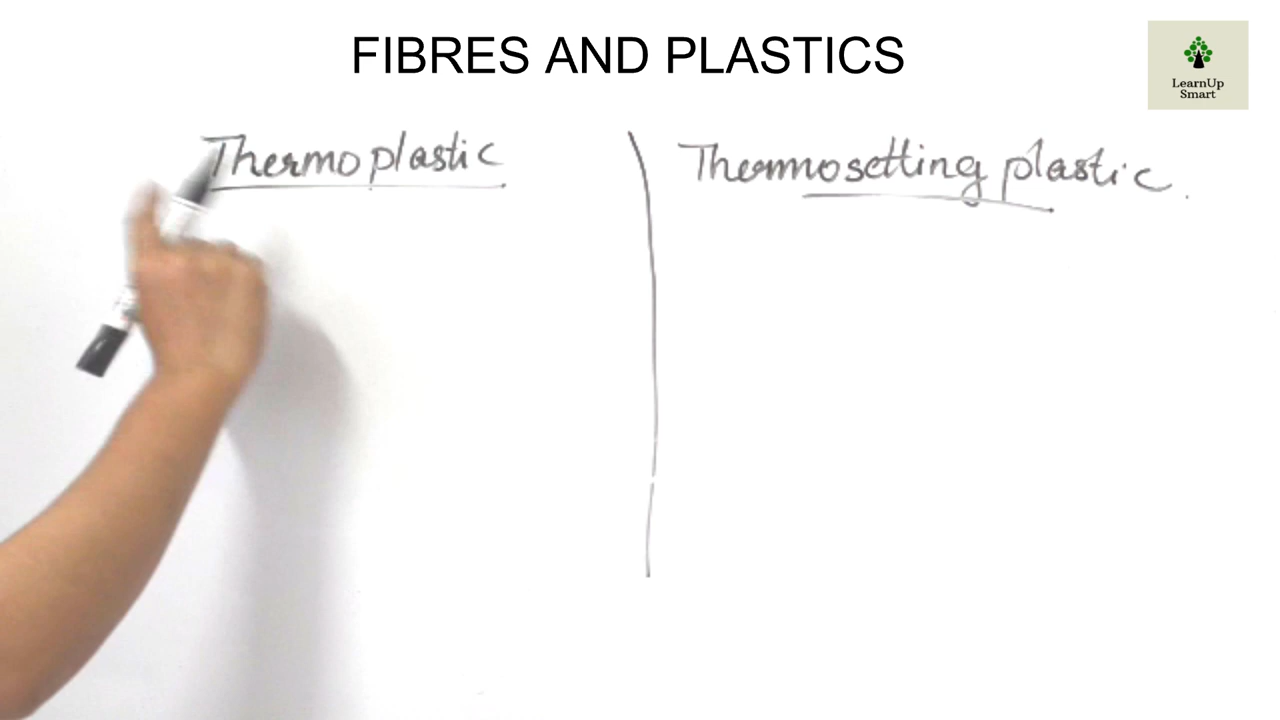 FIBRES AND PLASTICS
LearnUp
Smart
Thermoplastic
Thermosetting plastic.